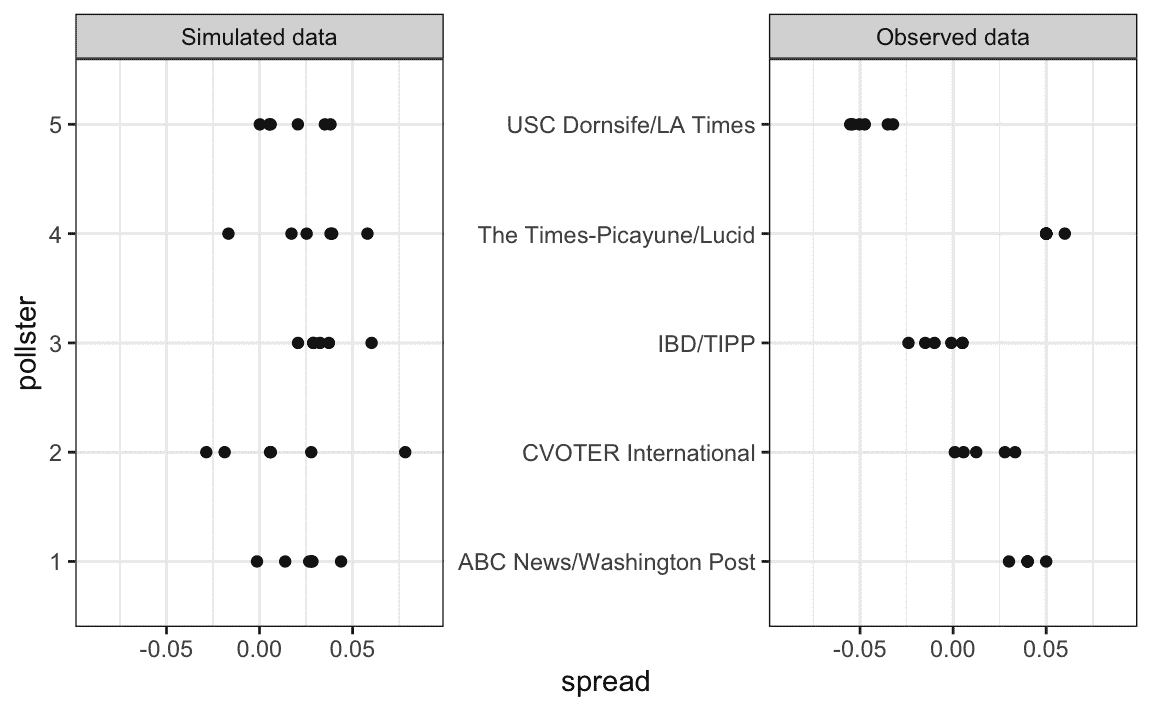 Simulated data
Observed data
pollster
5
4
3
2
1
USC Dornsife/LA Times
The Times-Picayune/Lucid
IBD/TIPP
CVOTER International
ABC News/Washington Post
-0.05 0.00 0.05
-0.05 0.00 0.05
spread